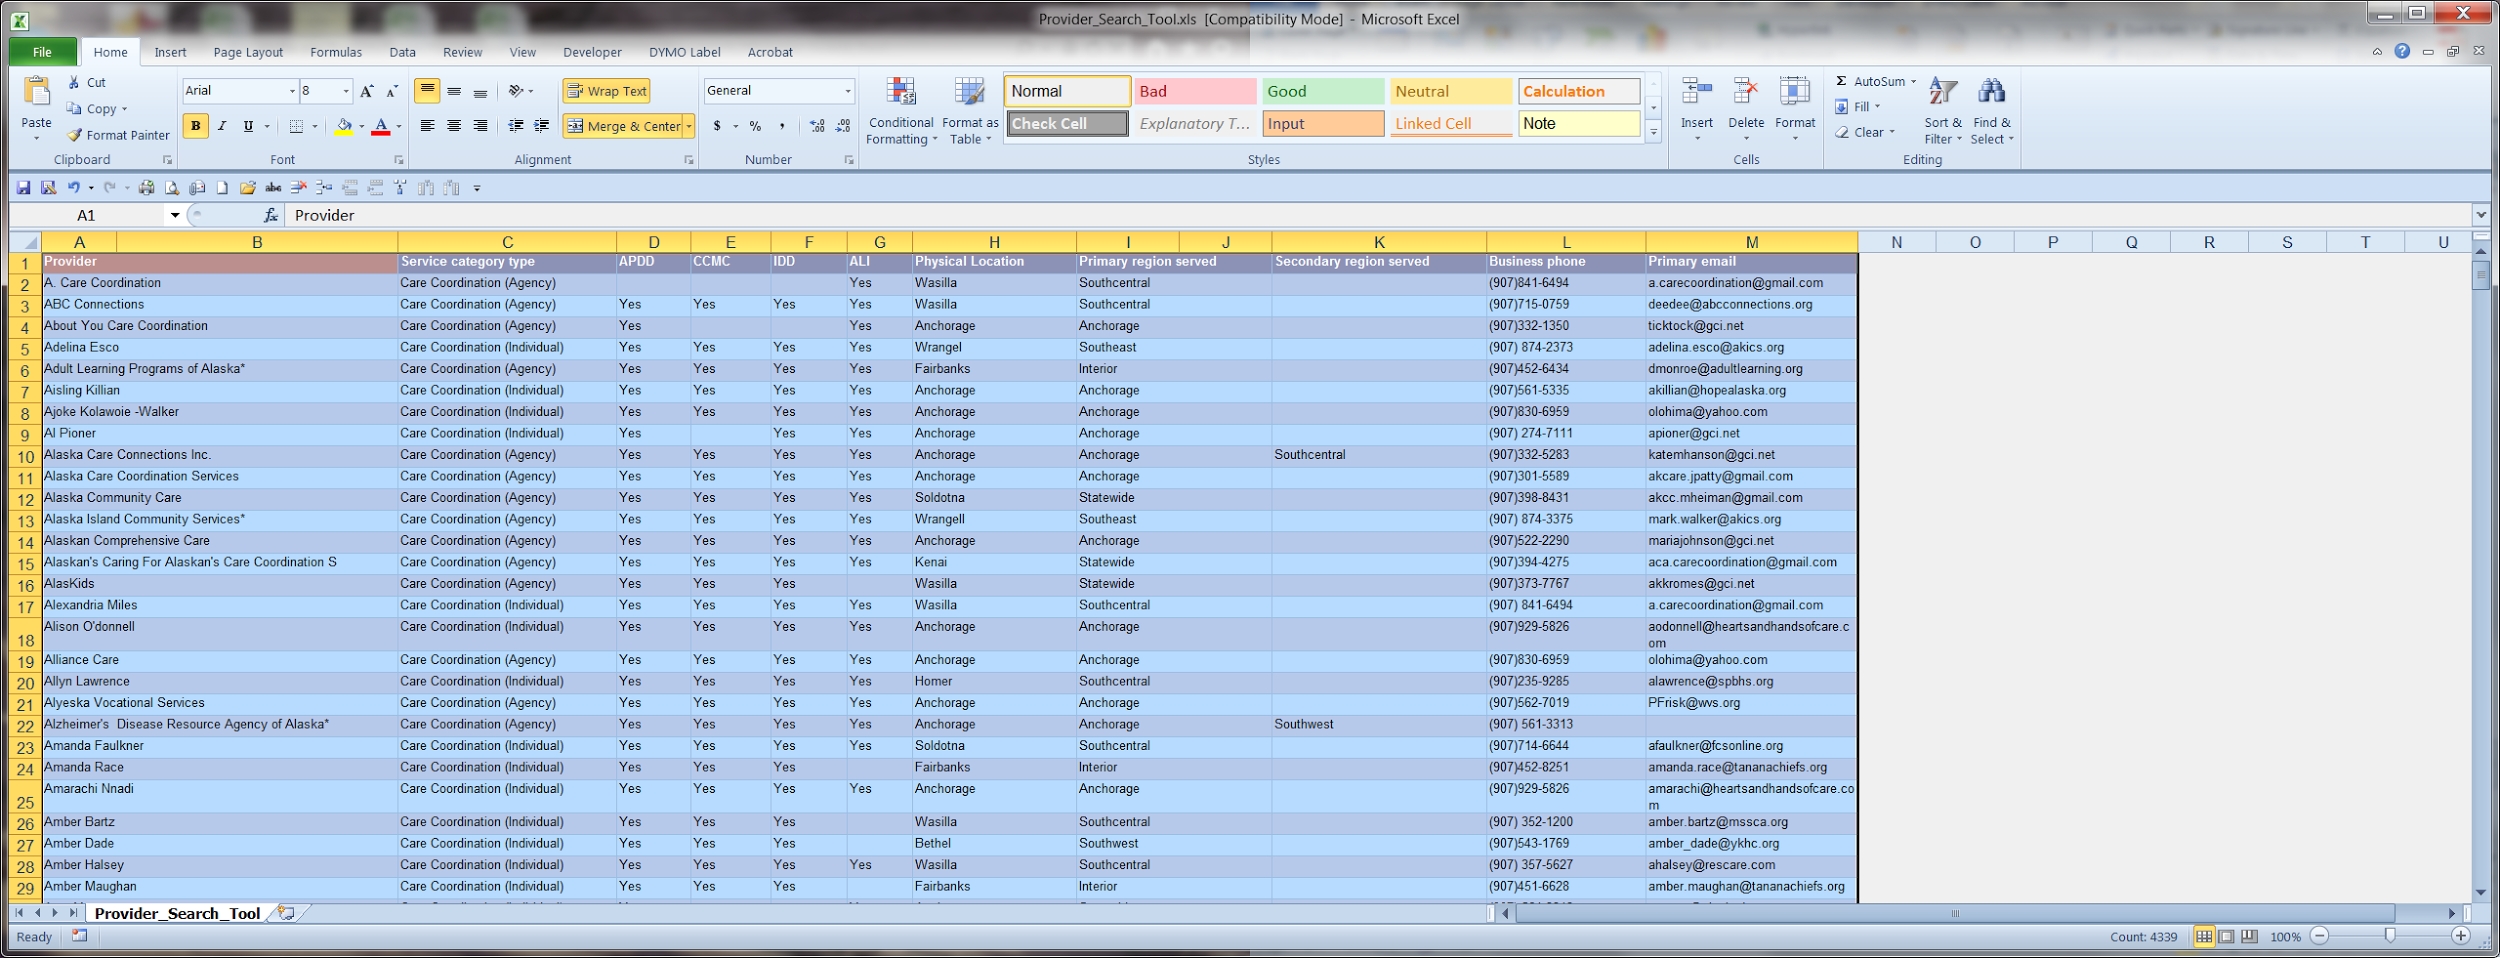 Provider_Search_Tool.xls [Compatibility Mode] - Microsoft Excel
File Home Insert Page Layout Formulas Data Review View Developer DYMO Label Acrobat
Paste Cut Copy Format Painter Clipboard
Arial 8 A A B I U A Font
Wrap Text Merge & Center Alignment
General $ % , Number
Conditional Formatting Format as Table
Normal Bad Good Neutral Calculation
Check Cell Explanatory T... Input Linked Cell Note
Styles
Insert Delete Format Cells
Σ AutoSum Fill Clear Sort & Filter Find & Select Editing
A1 fx Provider
A B C D E F G H I J K L M N O P Q R S T U
1 Provider Service category type APDD CCMC IDD ALI Physical Location Primary region served Secondary region served Business phone Primary email
2 A. Care Coordination Care Coordination (Agency) Yes Wasilla Southcentral (907)841-6494 a.carecoordination@gmail.com
3 ABC Connections Care Coordination (Agency) Yes Yes Yes Yes Wasilla Southcentral (907)715-0759 deedee@abcconnections.org
4 About You Care Coordination Care Coordination (Agency) Yes Yes Anchorage Anchorage (907)332-1350 ticktock@gci.net
5 Adelina Esco Care Coordination (Individual) Yes Yes Yes Yes Wrangel Southeast (907) 874-2373 adelina.esco@akics.org
6 Adult Learning Programs of Alaska* Care Coordination (Agency) Yes Yes Yes Yes Fairbanks Interior (907)452-6434 dmonroe@adultlearning.org
7 Aisling Killian Care Coordination (Individual) Yes Yes Yes Yes Anchorage Anchorage (907)561-5335 akillian@hopealaska.org
8 Ajoke Kolawoie -Walker Care Coordination (Individual) Yes Yes Yes Yes Anchorage Anchorage (907)830-6959 olohima@yahoo.com
9 Al Pioner Care Coordination (Individual) Yes Yes Yes Anchorage Anchorage (907) 274-7111 apioner@gci.net
10 Alaska Care Connections Inc. Care Coordination (Agency) Yes Yes Yes Yes Anchorage Anchorage Southcentral (907)332-5283 katemhanson@gci.net
11 Alaska Care Coordination Services Care Coordination (Agency) Yes Yes Yes Yes Anchorage Anchorage (907)301-5589 akcare.jpatty@gmail.com
12 Alaska Community Care Care Coordination (Agency) Yes Yes Yes Yes Soldotna Statewide (907)398-8431 akcc.mheiman@gmail.com
13 Alaska Island Community Services* Care Coordination (Agency) Yes Yes Yes Yes Wrangell Southeast (907) 874-3375 mark.walker@akics.org
14 Alaskan Comprehensive Care Care Coordination (Agency) Yes Yes Yes Yes Anchorage Anchorage (907)522-2290 mariajohnson@gci.net
15 Alaskan's Caring For Alaskan's Care Coordination S Care Coordination (Agency) Yes Yes Yes Yes Kenai Statewide (907)394-4275 aca.carecoordination@gmail.com
16 AlasKids Care Coordination (Agency) Yes Yes Yes Wasilla Statewide (907)373-7767 akkromes@gci.net
17 Alexandria Miles Care Coordination (Individual) Yes Yes Yes Yes Wasilla Southcentral (907) 841-6494 a.carecoordination@gmail.com
18 Alison O'donnell Care Coordination (Individual) Yes Yes Yes Yes Anchorage Anchorage (907)929-5826 aodonnell@heartsandhandsofcare.c
om
19 Alliance Care Care Coordination (Agency) Yes Yes Yes Yes Anchorage Anchorage (907)830-6959 olohima@yahoo.com
20 Allyn Lawrence Care Coordination (Individual) Yes Yes Yes Yes Homer Southcentral (907)235-9285 alawrence@spbhs.org
21 Alyeska Vocational Services Care Coordination (Agency) Yes Yes Yes Yes Anchorage Anchorage (907)562-7019 PFrisk@wvs.org
22 Alzheimer's  Disease Resource Agency of Alaska* Care Coordination (Agency) Yes Yes Yes Yes Anchorage Anchorage Southwest (907) 561-3313
23 Amanda Faulkner Care Coordination (Individual) Yes Yes Yes Yes Soldotna Southcentral (907)714-6644 afaulkner@fcsonline.org
24 Amanda Race Care Coordination (Individual) Yes Yes Yes Fairbanks Interior (907)452-8251 amanda.race@tananachiefs.org
25 Amarachi Nnadi Care Coordination (Individual) Yes Yes Yes Yes Anchorage Anchorage (907)929-5826 amarachi@heartsandhandsofcare.co
m
26 Amber Bartz Care Coordination (Individual) Yes Yes Yes Wasilla Southcentral (907) 352-1200 amber.bartz@mssca.org
27 Amber Dade Care Coordination (Individual) Yes Yes Yes Bethel Southwest (907)543-1769 amber_dade@ykhc.org
28 Amber Halsey Care Coordination (Individual) Yes Yes Yes Yes Wasilla Southcentral (907) 357-5627 ahalsey@rescare.com
29 Amber Maughan Care Coordination (Individual) Yes Yes Yes Fairbanks Interior (907)451-6628 amber.maughan@tananachiefs.org
Provider_Search_Tool
Ready Count: 4339 100%